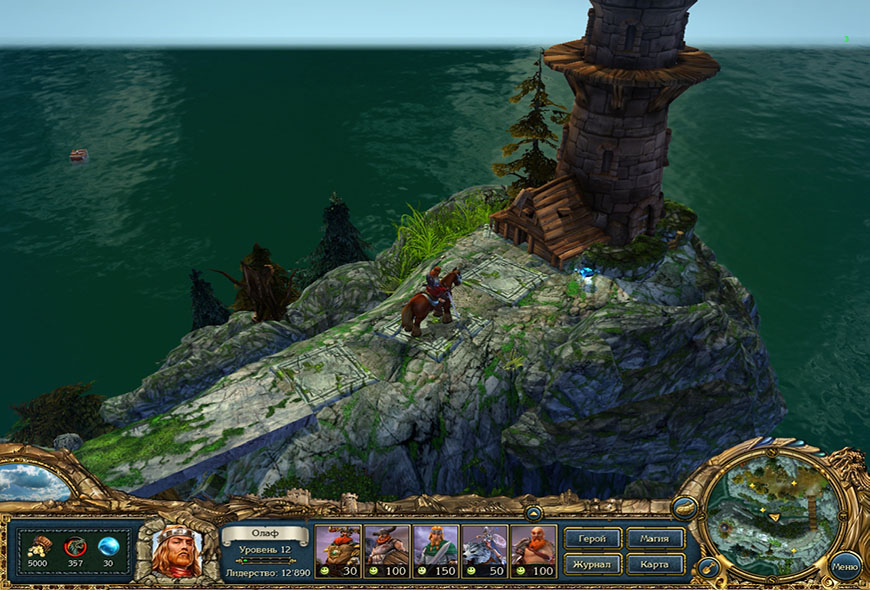 3
Олаф
Уровень 12
Лидерство: 12'890
5000
357
30
30
100
150
50
100
Герой
Магия
Журнал
Карта
Меню